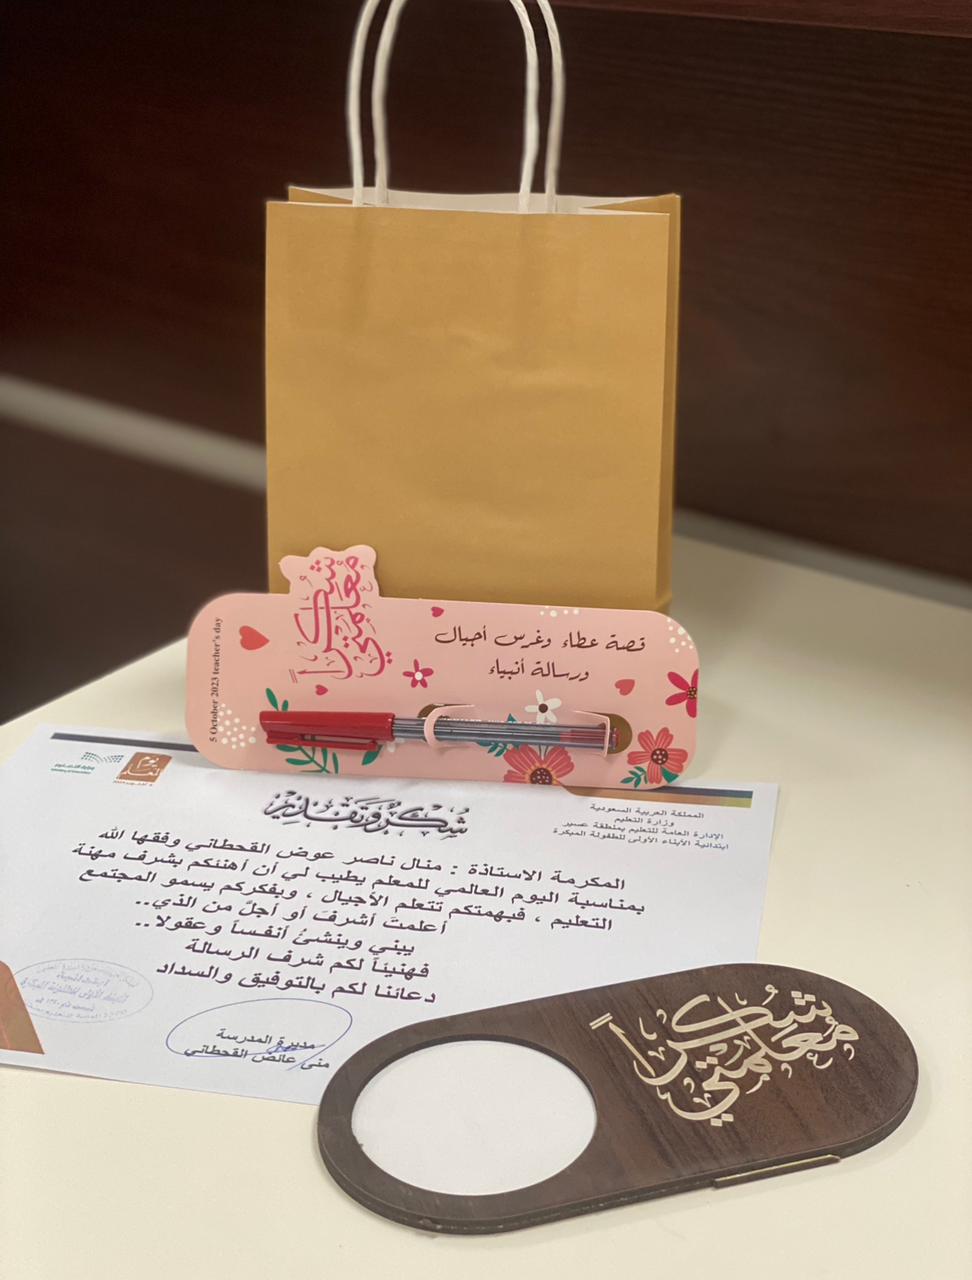 شكراً
معلمتي
قصة عطاء وغرس أجيال
ورسالة أنبياء
5 October 2023 teacher's day
المملكة العربية السعودية
وزارة التعليم
الإدارة العامة للتعليم بمنطقة عسير
ابتدائية الأبناء الأولى للطفولة المبكرة
وزارة التعليم
شكر وتقدير
المكرمة الاستاذة : منال ناصر عوض القحطاني وفقها الله
بمناسبة اليوم العالمي للمعلم يطيب لي أن أهنئكم بشرف مهنة
التعليم ، فبهمتكم تتعلم الأجيال ، وبفكركم يسمو المجتمع
أعلمتَ أشرفَ أو أجلَّ من الذي..
يبني وينشئُ أنفساً وعقولا..
فهنيئاً لكم شرف الرسالة
دعائنا لكم بالتوفيق والسداد
مديرة المدرسة
منى عائض القحطاني
شكراً
معلمتي